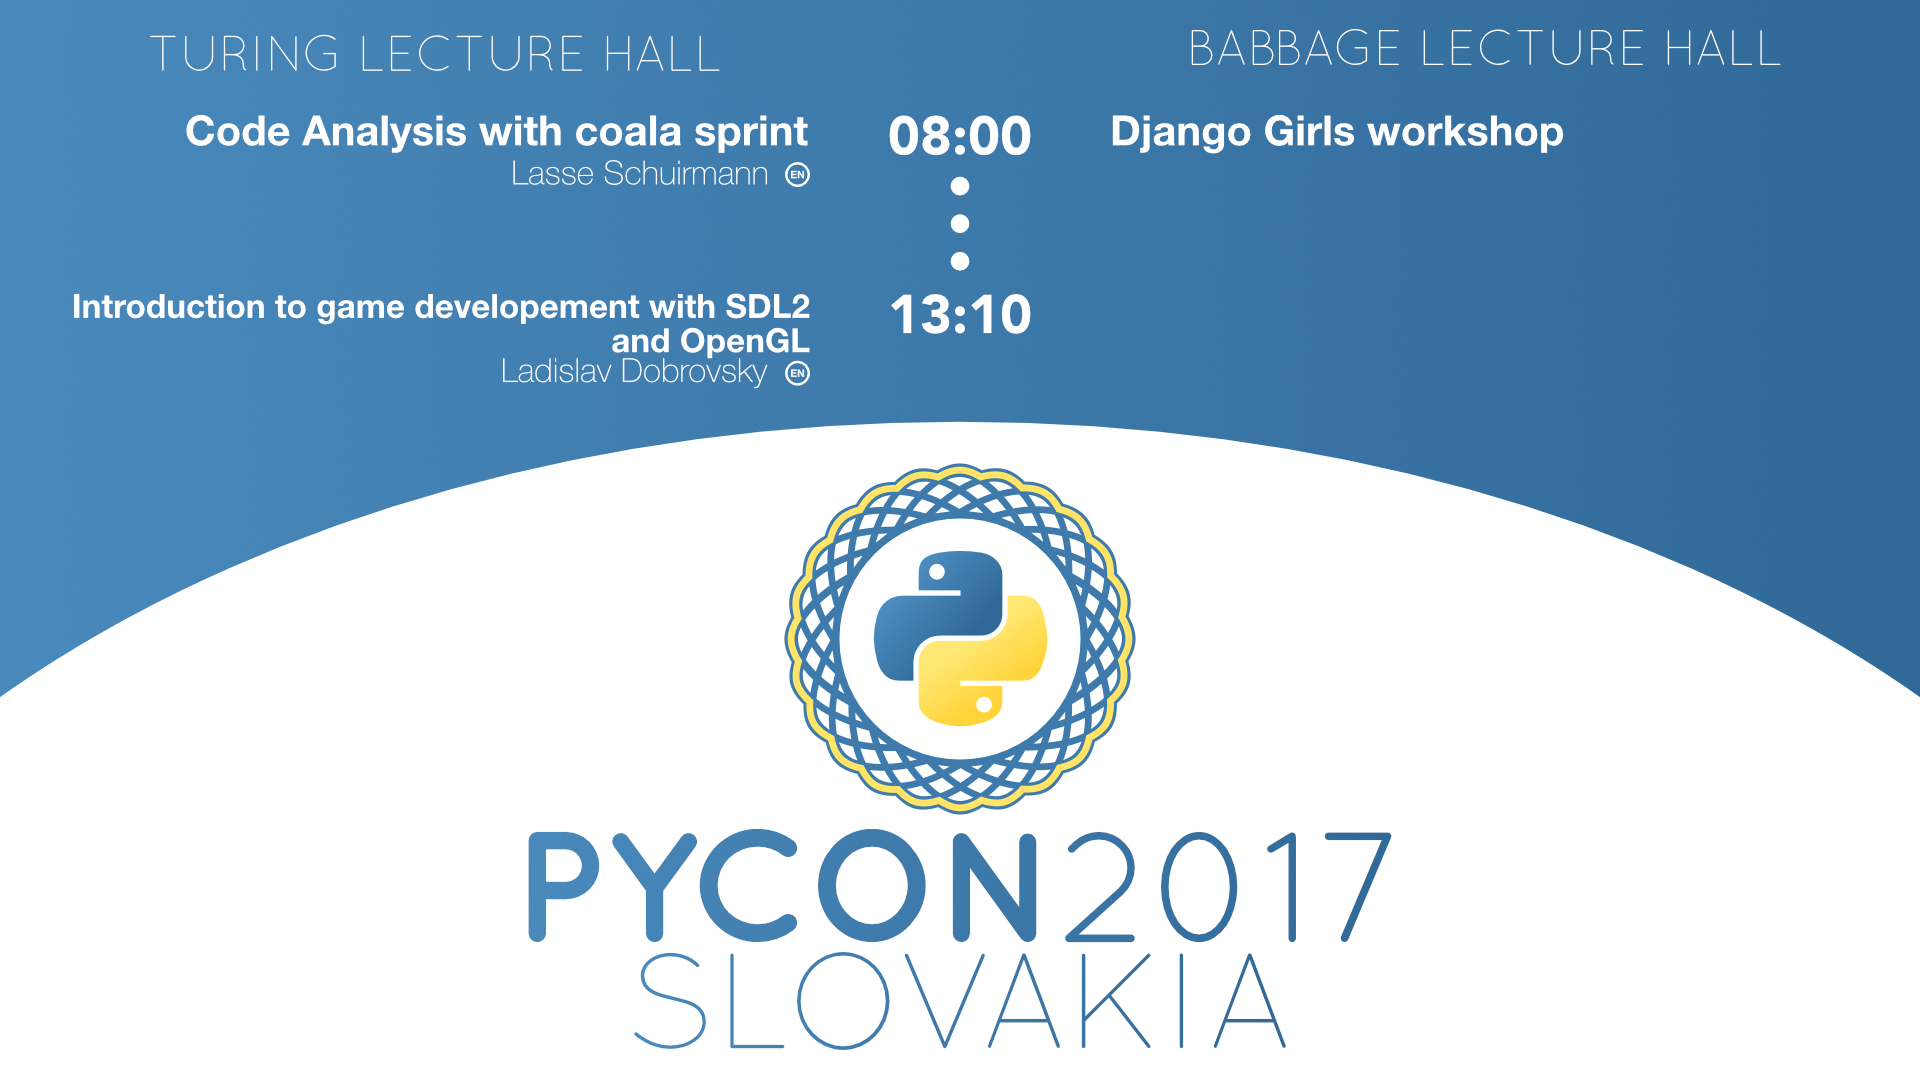 TURING LECTURE HALL
BABBAGE LECTURE HALL
Code Analysis with coala sprint
Lasse Schuirmann EN
08:00
Django Girls workshop
Introduction to game developement with SDL2
and OpenGL
Ladislav Dobrovsky EN
13:10
PYCON2017
SLOVAKIA